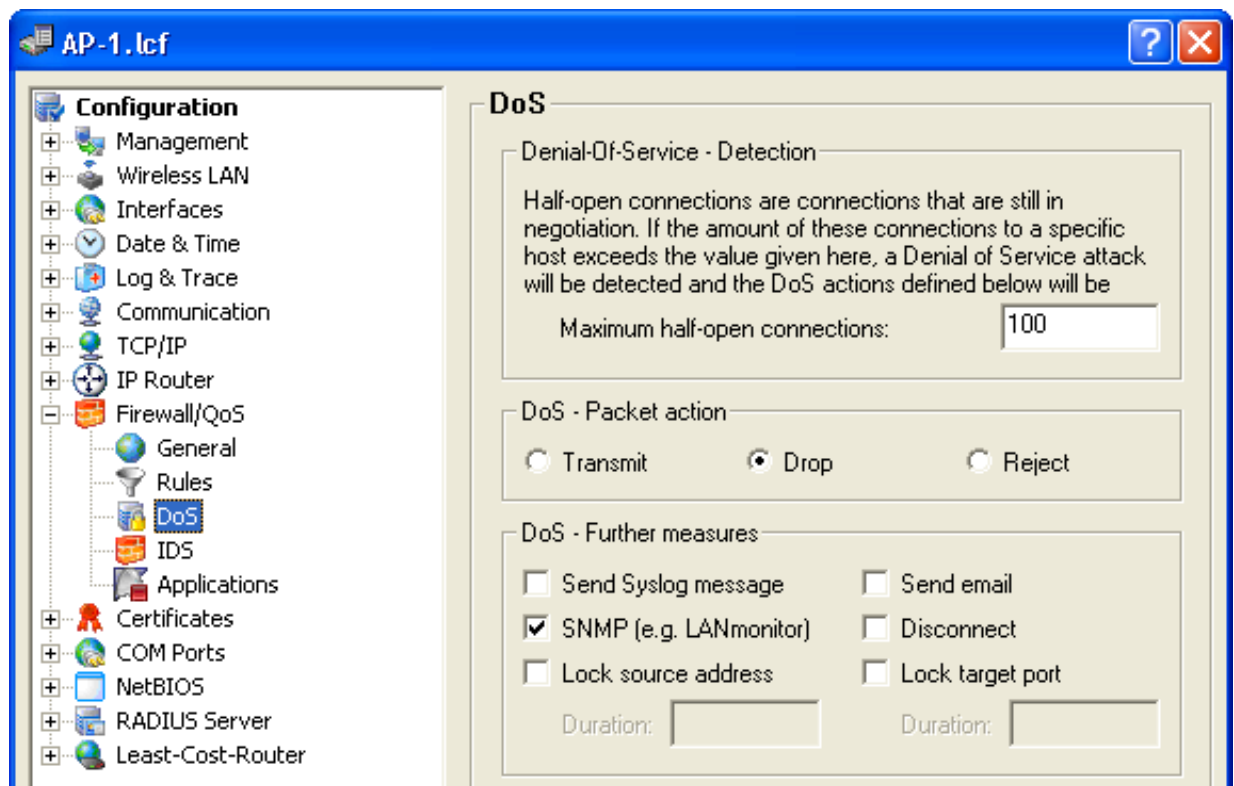 AP-1.lcf
Configuration
Management
Wireless LAN
Interfaces
Date & Time
Log & Trace
Communication
TCP/IP
IP Router
Firewall/QoS
General
Rules
DoS
IDS
Applications
Certificates
COM Ports
NetBIOS
RADIUS Server
Least-Cost-Router
DoS
Denial-Of-Service - Detection
Half-open connections are connections that are still in
negotiation. If the amount of these connections to a specific
host exceeds the value given here, a Denial of Service attack
will be detected and the DoS actions defined below will be
Maximum half-open connections: 100
DoS - Packet action
Transmit Drop Reject
DoS - Further measures
Send Syslog message Send email
SNMP (e.g. LANmonitor) Disconnect
Lock source address Lock target port
Duration: Duration: